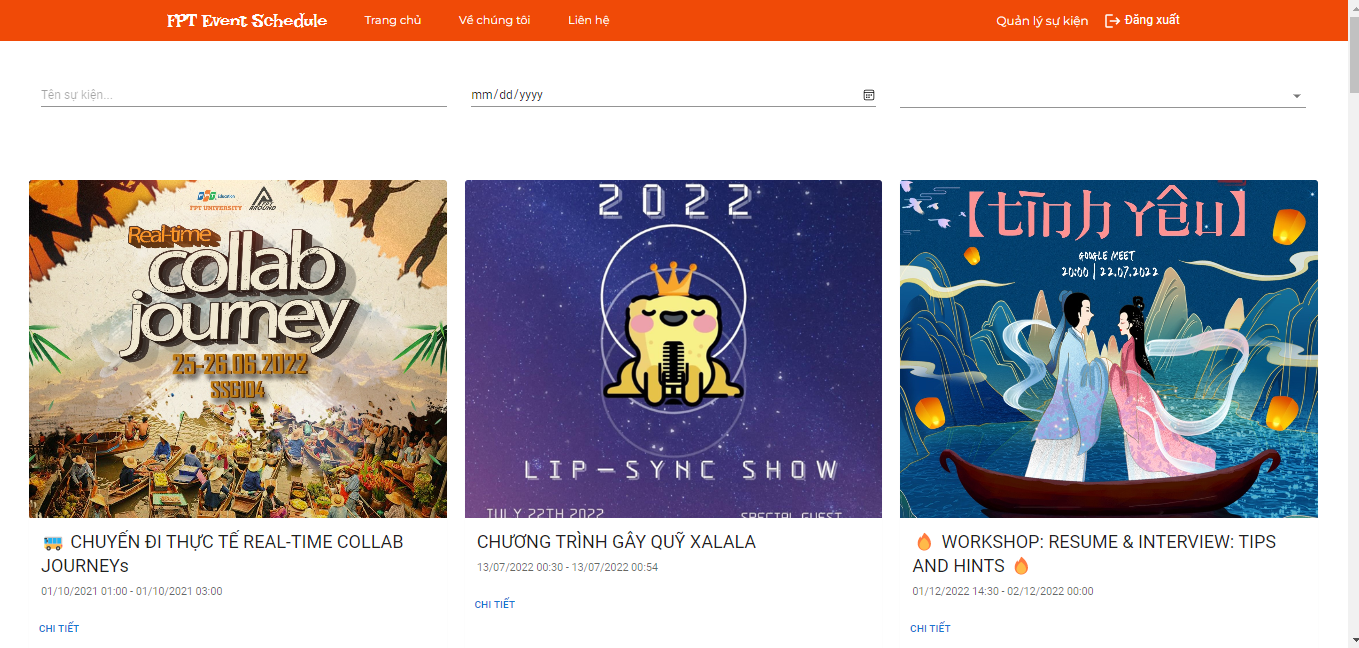 FPT Event Schedule
Trang chủ
Về chúng tôi
Liên hệ
Quản lý sự kiện
Đăng xuất
Tên sự kiện...
mm/dd/yyyy
FPT Education
FPT UNIVERSITY
AROUND
Real-time
collab
journey
25-26.06.2022
SSG104
2022
LIP-SYNC SHOW
JULY 22TH 2022
SPECIAL GUEST
【tình yêu】
GOOGLE MEET
20:00 | 22.07.2022
🚌 CHUYẾN ĐI THỰC TẾ REAL-TIME COLLAB
JOURNEYs
01/10/2021 01:00 - 01/10/2021 03:00
CHI TIẾT
CHƯƠNG TRÌNH GÂY QUỸ XALALA
13/07/2022 00:30 - 13/07/2022 00:54
CHI TIẾT
🔥 WORKSHOP: RESUME & INTERVIEW: TIPS
AND HINTS 🔥
01/12/2022 14:30 - 02/12/2022 00:00
CHI TIẾT